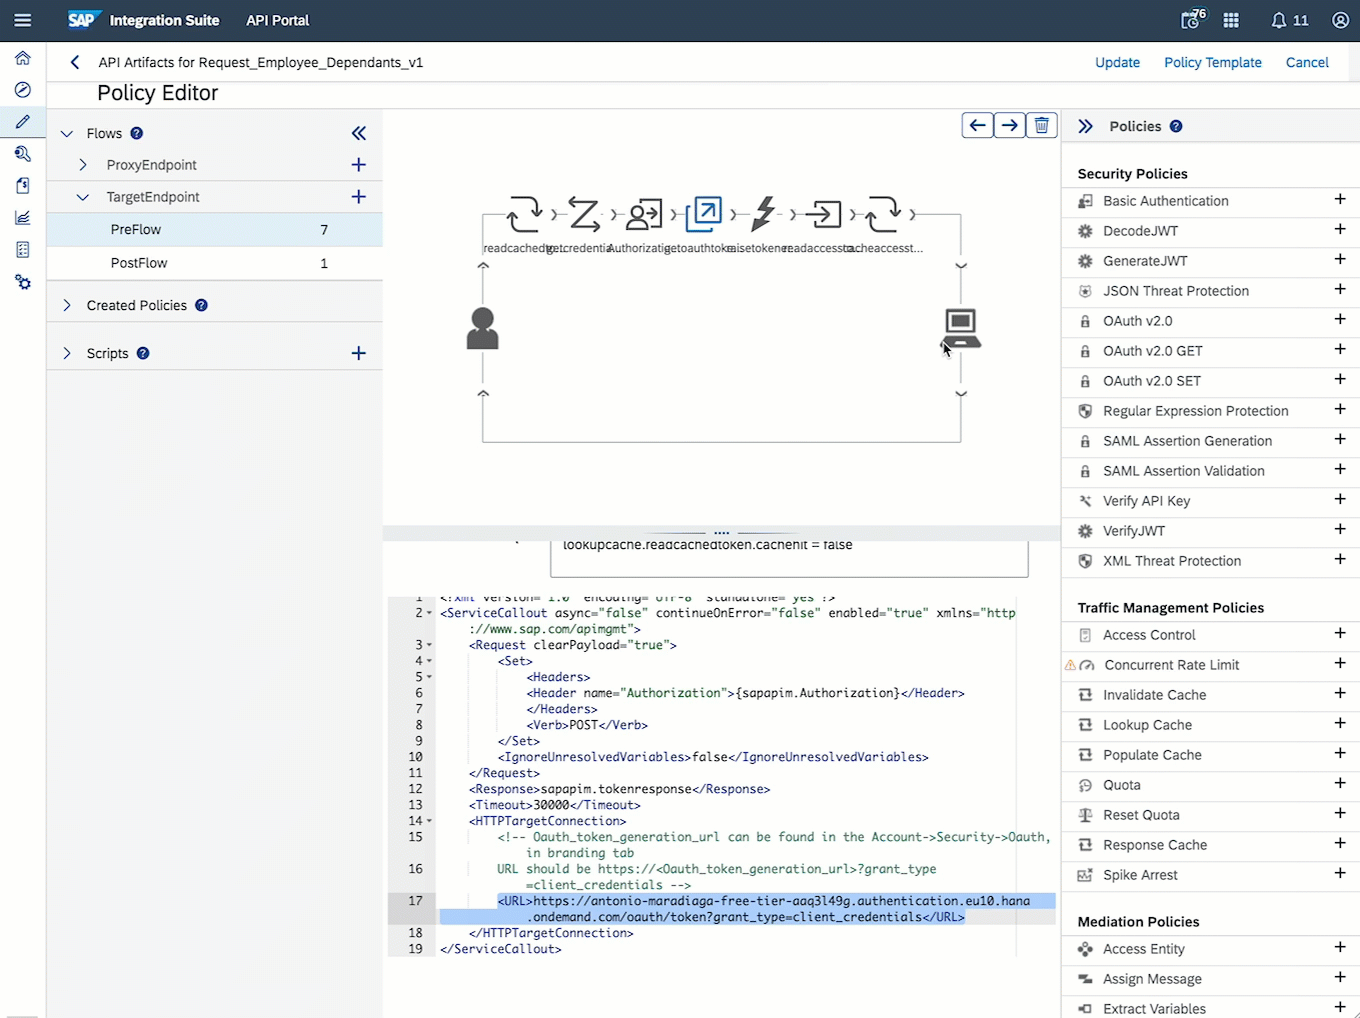 SAP Integration Suite API Portal 76 11
API Artifacts for Request_Employee_Dependants_v1 Update Policy Template Cancel
Policy Editor
Flows
ProxyEndpoint
TargetEndpoint
PreFlow 7
PostFlow 1
Created Policies
Scripts
lookupcache.readcachedtoken.cachehit = false
1 <?xml version="1.0" encoding="UTF-8" standalone="yes"?>
2 <ServiceCallout async="false" continueOnError="false" enabled="true" xmlns="http
://www.sap.com/apimgmt">
3 <Request clearPayload="true">
4 <Set>
5 <Headers>
6 <Header name="Authorization">{sapapim.Authorization}</Header>
7 </Headers>
8 <Verb>POST</Verb>
9 </Set>
10 <IgnoreUnresolvedVariables>false</IgnoreUnresolvedVariables>
11 </Request>
12 <Response>sapapim.tokenresponse</Response>
13 <Timeout>30000</Timeout>
14 <HTTPTargetConnection>
15 <!-- Oauth_token_generation_url can be found in the Account->Security->Oauth,
in branding tab
16 URL should be https://<Oauth_token_generation_url>?grant_type
=client_credentials -->
17 <URL>https://antonio-maradiaga-free-tier-aaq3l49g.authentication.eu10.hana
.ondemand.com/oauth/token?grant_type=client_credentials</URL>
18 </HTTPTargetConnection>
19 </ServiceCallout>
Policies
Security Policies
Basic Authentication
DecodeJWT
GenerateJWT
JSON Threat Protection
OAuth v2.0
OAuth v2.0 GET
OAuth v2.0 SET
Regular Expression Protection
SAML Assertion Generation
SAML Assertion Validation
Verify API Key
VerifyJWT
XML Threat Protection
Traffic Management Policies
Access Control
Concurrent Rate Limit
Invalidate Cache
Lookup Cache
Populate Cache
Quota
Reset Quota
Response Cache
Spike Arrest
Mediation Policies
Access Entity
Assign Message
Extract Variables